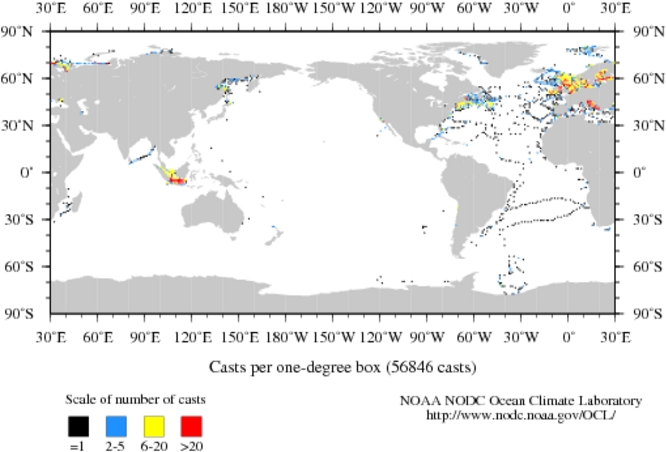 30°E 60°E 90°E 120°E 150°E 180°W 150°W 120°W 90°W 60°W 30°W 0° 30°E
90°N 90°N
60°N 60°N
30°N 30°N
0° 0°
30°S 30°S
60°S 60°S
90°S 90°S
30°E 60°E 90°E 120°E 150°E 180°W 150°W 120°W 90°W 60°W 30°W 0° 30°E
Casts per one-degree box (56846 casts)
Scale of number of casts
=1 2-5 6-20 >20
NOAA NODC Ocean Climate Laboratory
http://www.nodc.noaa.gov/OCL/